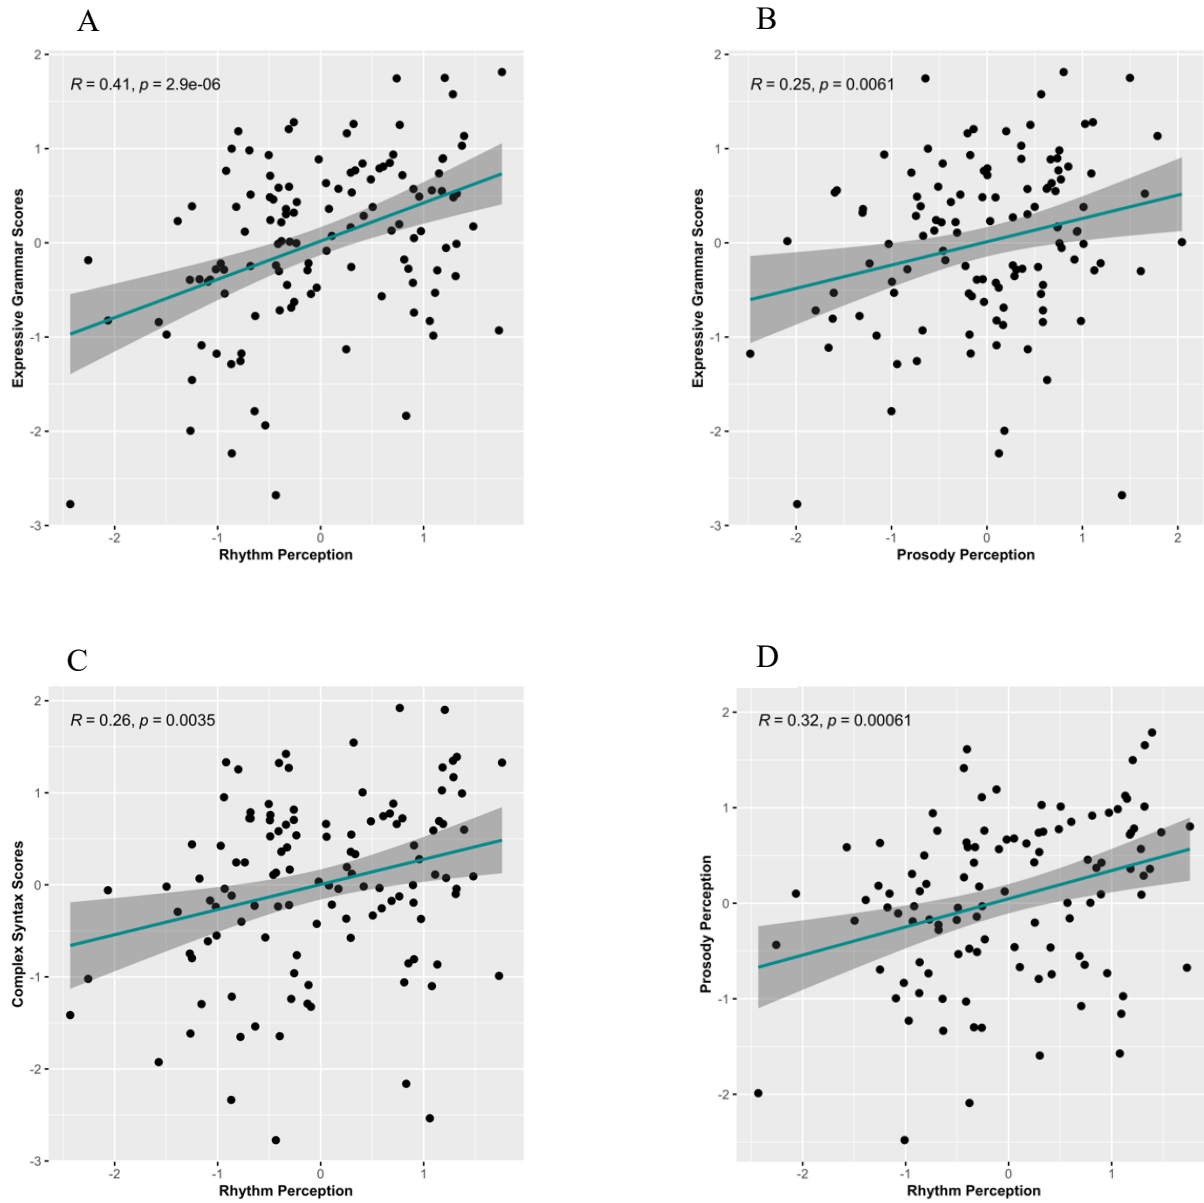 A
R = 0.41, p = 2.9e-06
Expressive Grammar Scores
2
1
0
-1
-2
-3
-2
-1
0
1
Rhythm Perception
B
R = 0.25, p = 0.0061
Expressive Grammar Scores
2
1
0
-1
-2
-3
-2
-1
0
1
2
Prosody Perception
C
R = 0.26, p = 0.0035
Complex Syntax Scores
2
1
0
-1
-2
-3
-2
-1
0
1
Rhythm Perception
D
R = 0.32, p = 0.00061
Prosody Perception
2
1
0
-1
-2
-2
-1
0
1
Rhythm Perception